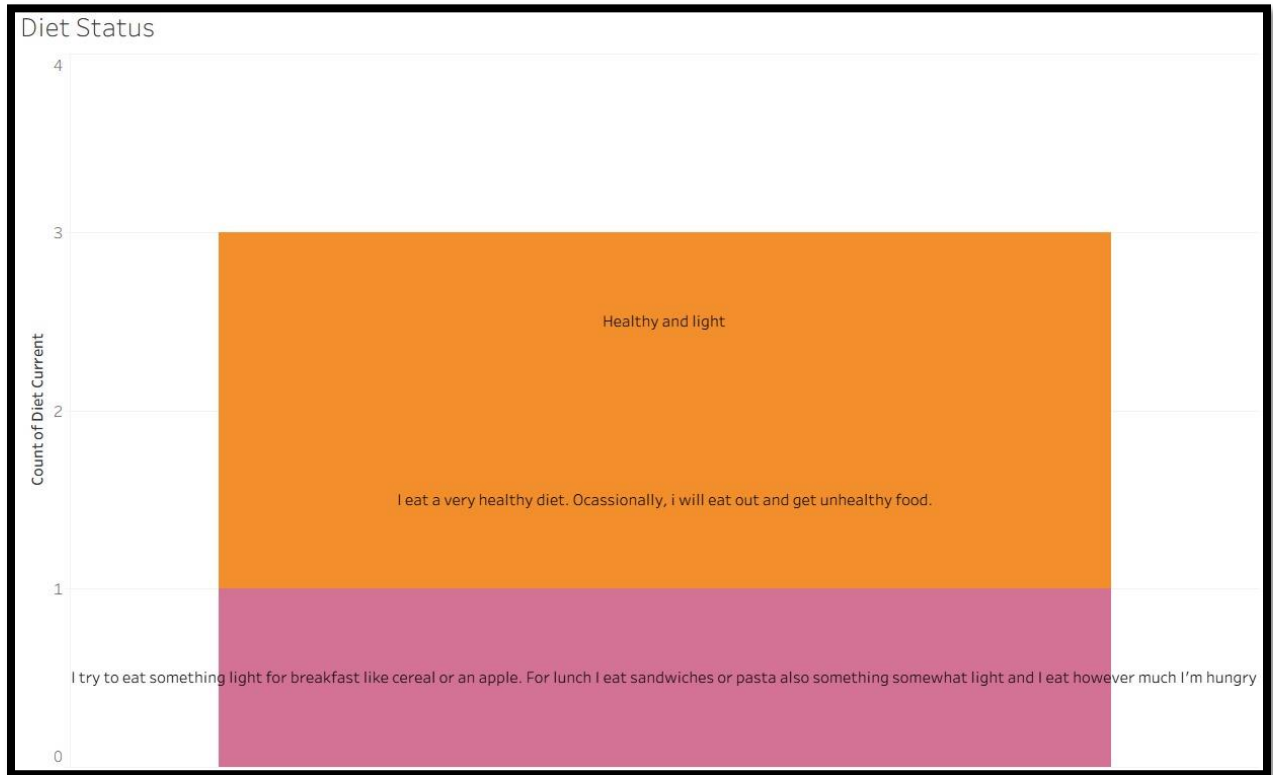 Diet Status
4
3
2
1
0
Count of Diet Current
Healthy and light
I eat a very healthy diet. Ocassionally, i will eat out and get unhealthy food.
I try to eat something light for breakfast like cereal or an apple. For lunch I eat sandwiches or pasta also something somewhat light and I eat however much I'm hungry